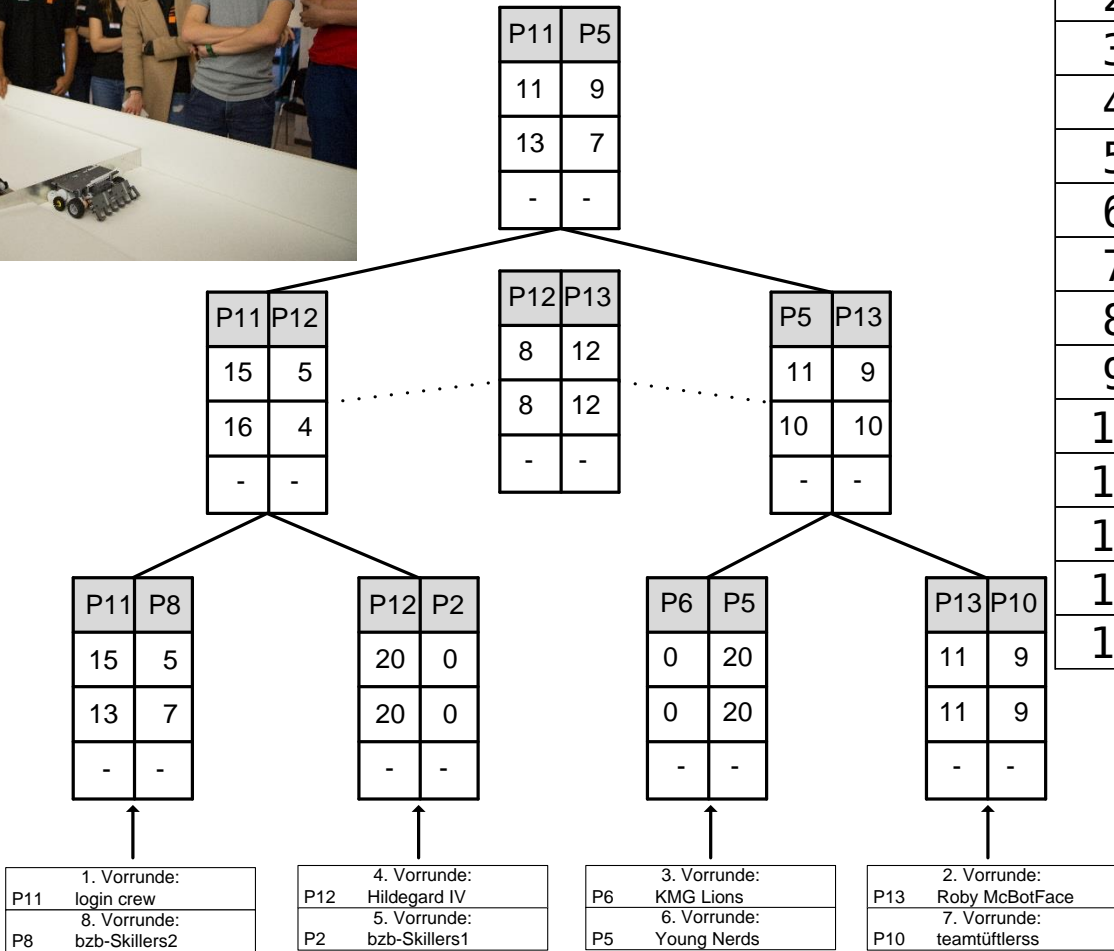 P11 P5
11 9
13 7
- -
P11 P12
15 5
16 4
- -
P12 P13
8 12
8 12
- -
P5 P13
11 9
10 10
- -
P11 P8
15 5
13 7
- -
P12 P2
20 0
20 0
- -
P6 P5
0 20
0 20
- -
P13 P10
11 9
11 9
- -
1. Vorrunde:
P11 login crew
8. Vorrunde:
P8 bzb-Skillers2
4. Vorrunde:
P12 Hildegard IV
5. Vorrunde:
P2 bzb-Skillers1
3. Vorrunde:
P6 KMG Lions
6. Vorrunde:
P5 Young Nerds
2. Vorrunde:
P13 Roby McBotFace
7. Vorrunde:
P10 teamtüftlerss